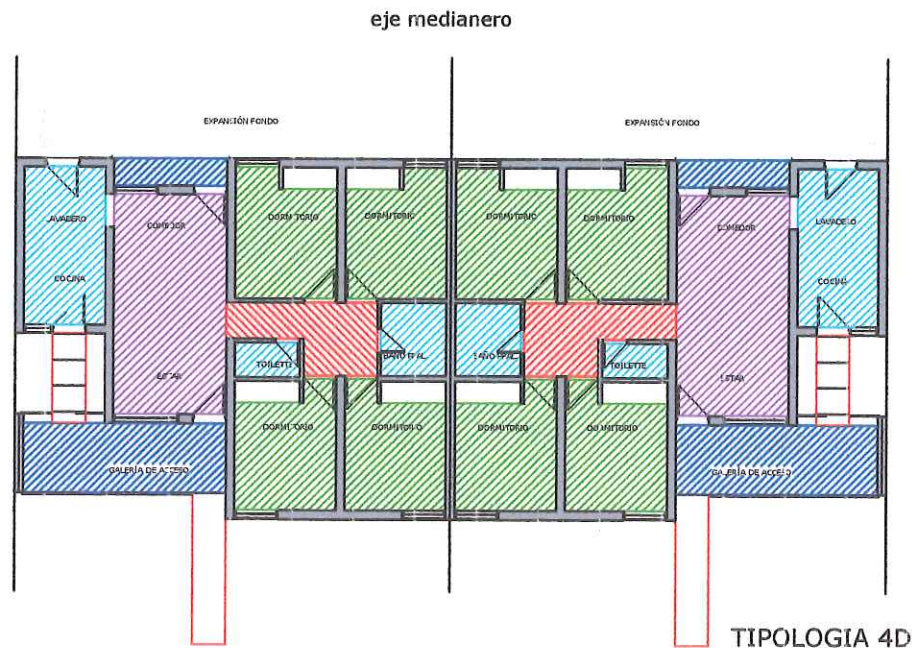 eje medianero
EXPANSIÓN FONDO
EXPANSIÓN FONDO
LAVADERO
COMEDOR
DORMITORIO
DORMITORIO
DORMITORIO
DORMITORIO
COMEDOR
LAVADERO
COCINA
COCINA
TOILETTE
BAÑO PPAL.
BAÑO PPAL.
TOILETTE
ESTAR
ESTAR
DORMITORIO
DORMITORIO
DORMITORIO
DORMITORIO
GALERÍA DE ACCESO
GALERÍA DE ACCESO
TIPOLOGIA 4D